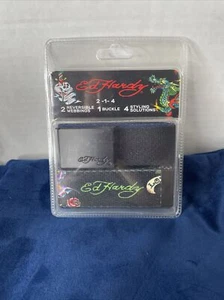 Ed Hardy
2-1-4
2 REVERSIBLE WEBBINGS 1 BUCKLE 4 STYLING SOLUTIONS
Ed Hardy
Ed Hardy